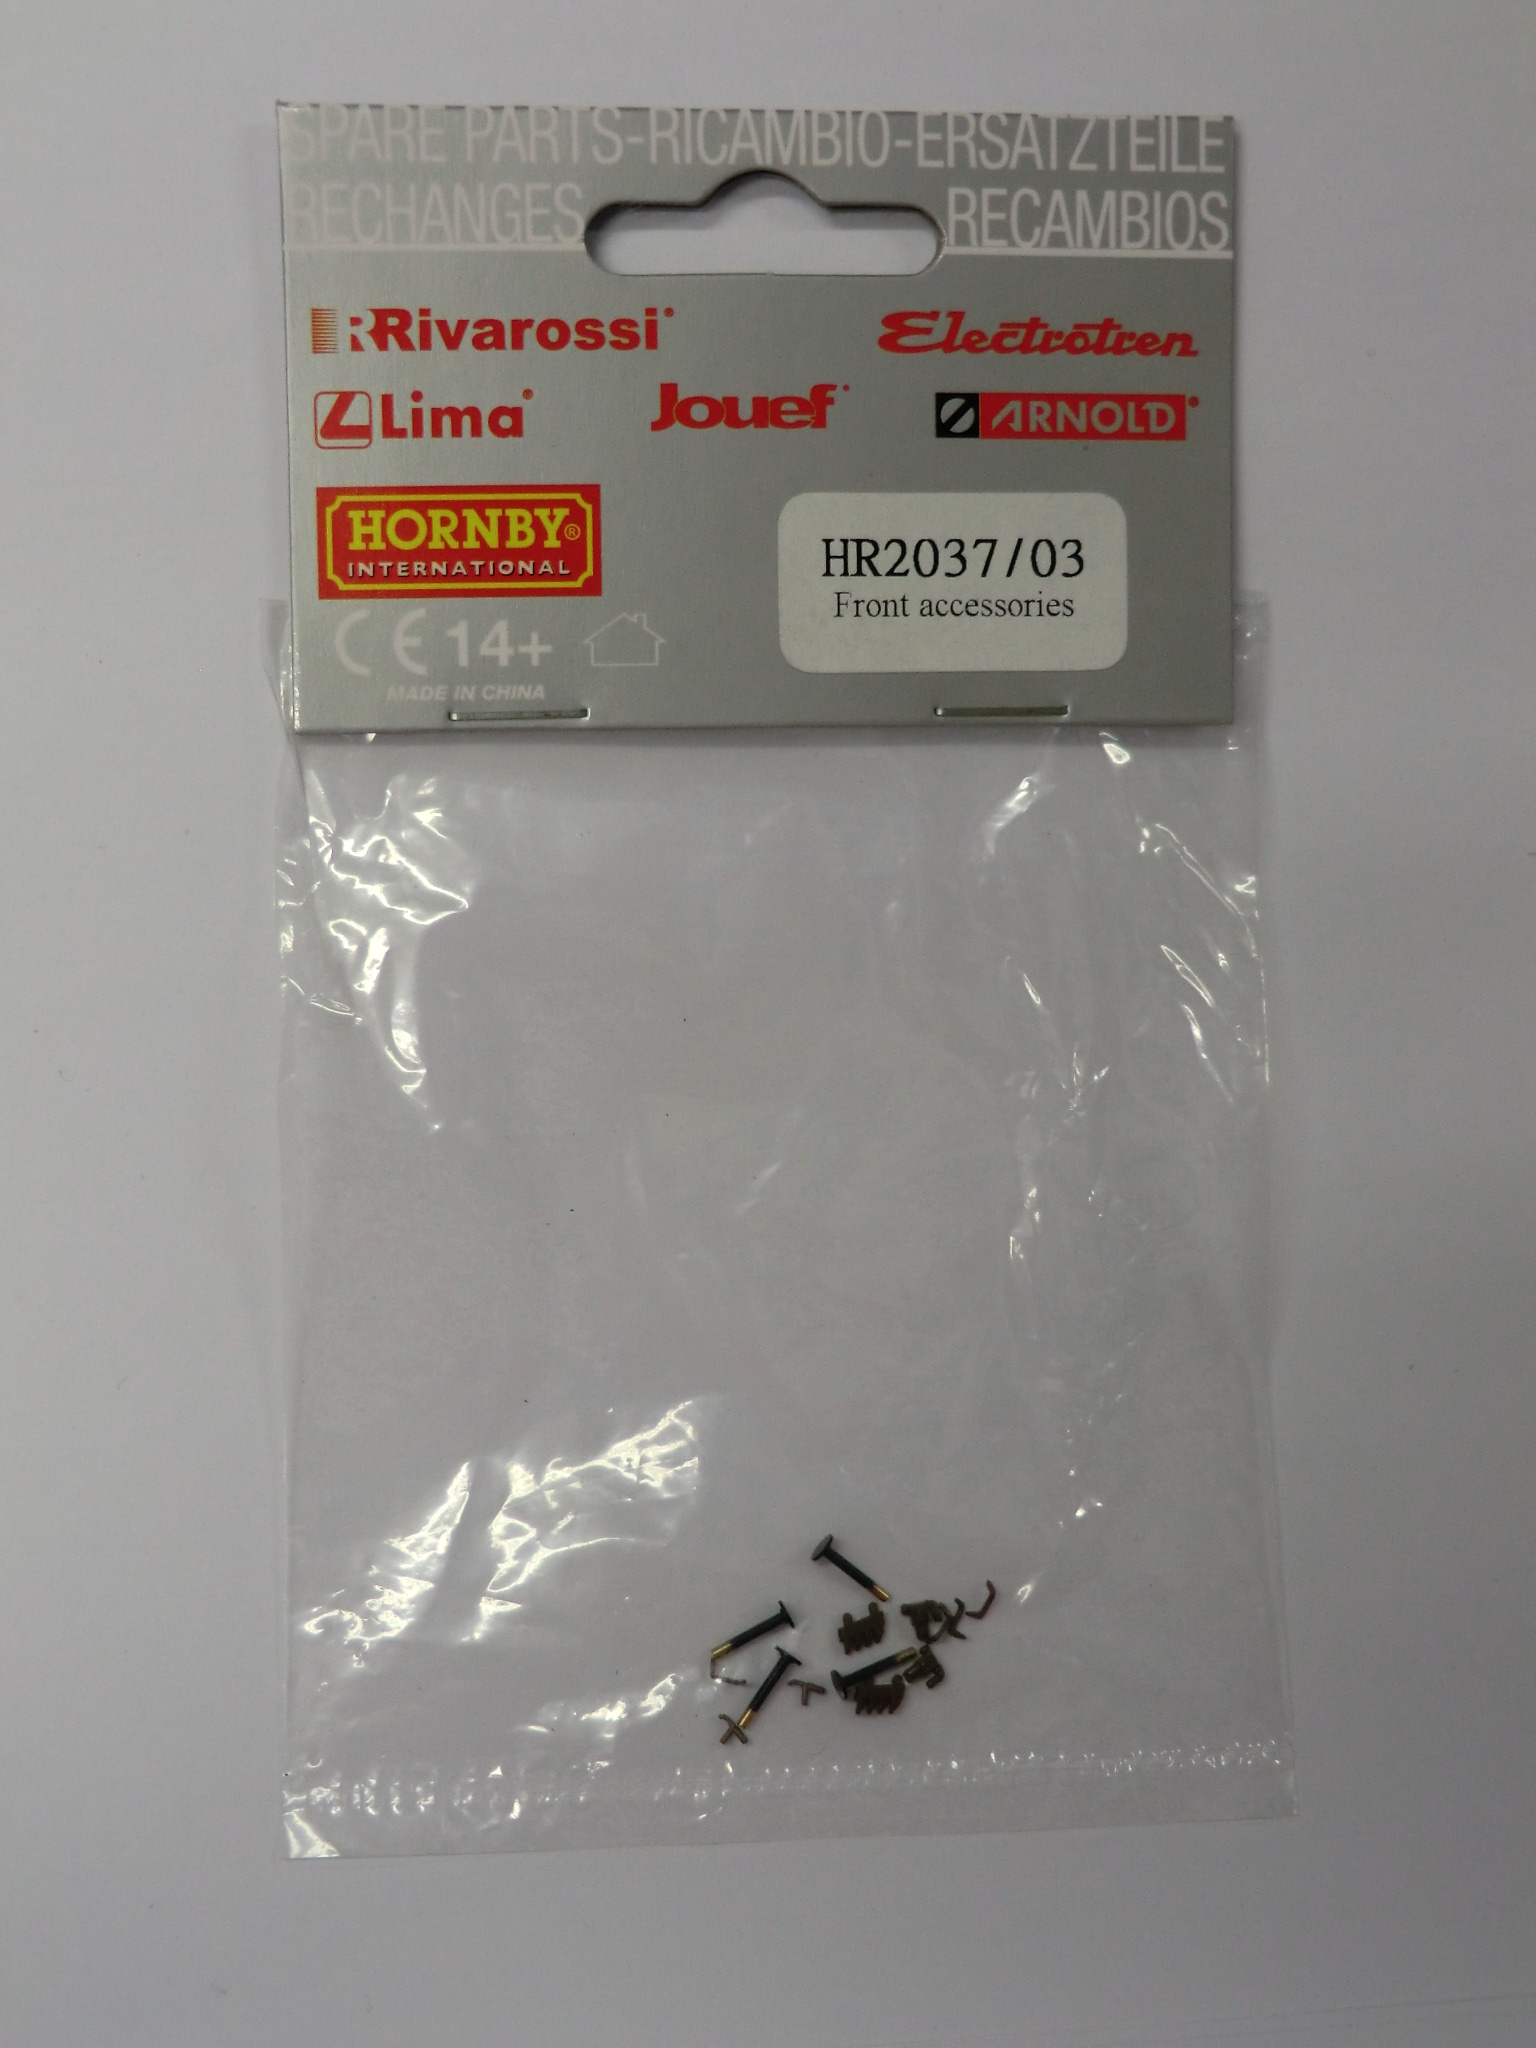 SPARE PARTS-RICAMBIO-ERSATZTEILE
RECHANGES RECAMBIOS
Rivarossi Electrotren
Lima Jouef ARNOLD
HORNBY®
INTERNATIONAL
HR2037/03
Front accessories
CE 14+
MADE IN CHINA